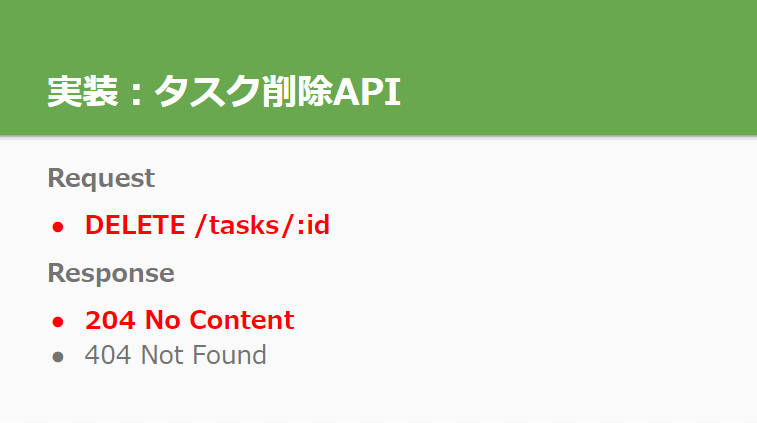 実装：タスク削除API
Request
● DELETE /tasks/:id
Response
● 204 No Content
● 404 Not Found